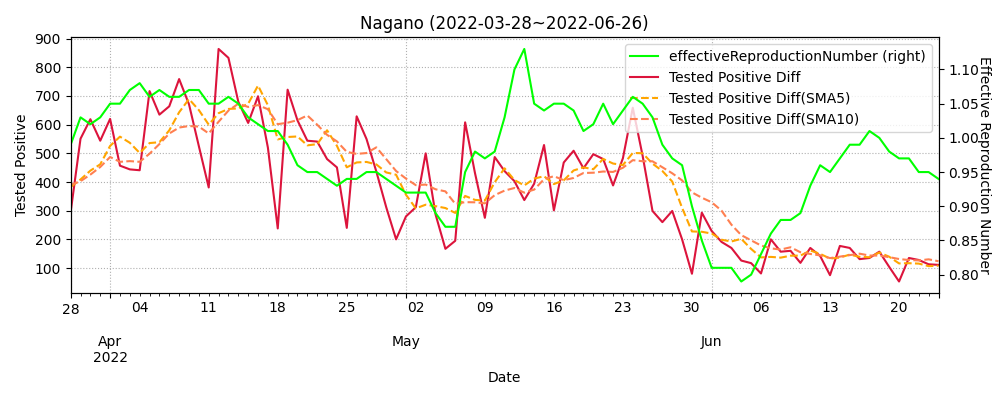 Nagano (2022-03-28~2022-06-26)
effectiveReproductionNumber (right)
Tested Positive Diff
Tested Positive Diff(SMA5)
Tested Positive Diff(SMA10)
Tested Positive
900
800
700
600
500
400
300
200
100
Effective Reproduction Number
1.10
1.05
1.00
0.95
0.90
0.85
0.80
28 04 11 18 25 02 09 16 23 30 06 13 20
Apr May Jun
2022
Date